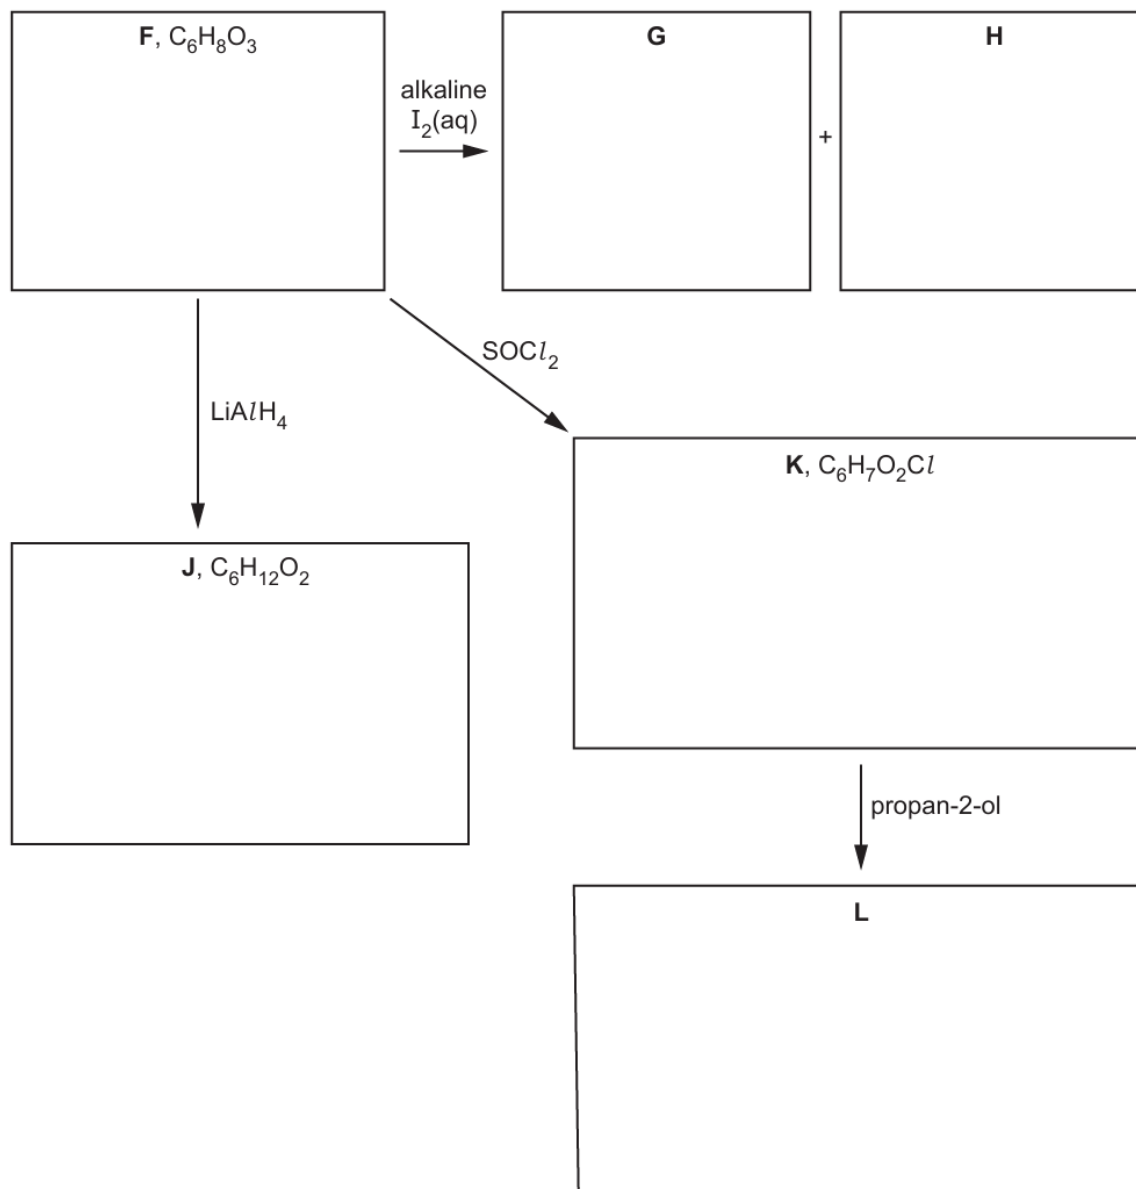 F, C₆H₈O₃
alkaline
I₂(aq)
G
+
H
SOCl₂
LiAlH₄
K, C₆H₇O₂Cl
J, C₆H₁₂O₂
propan-2-ol
L